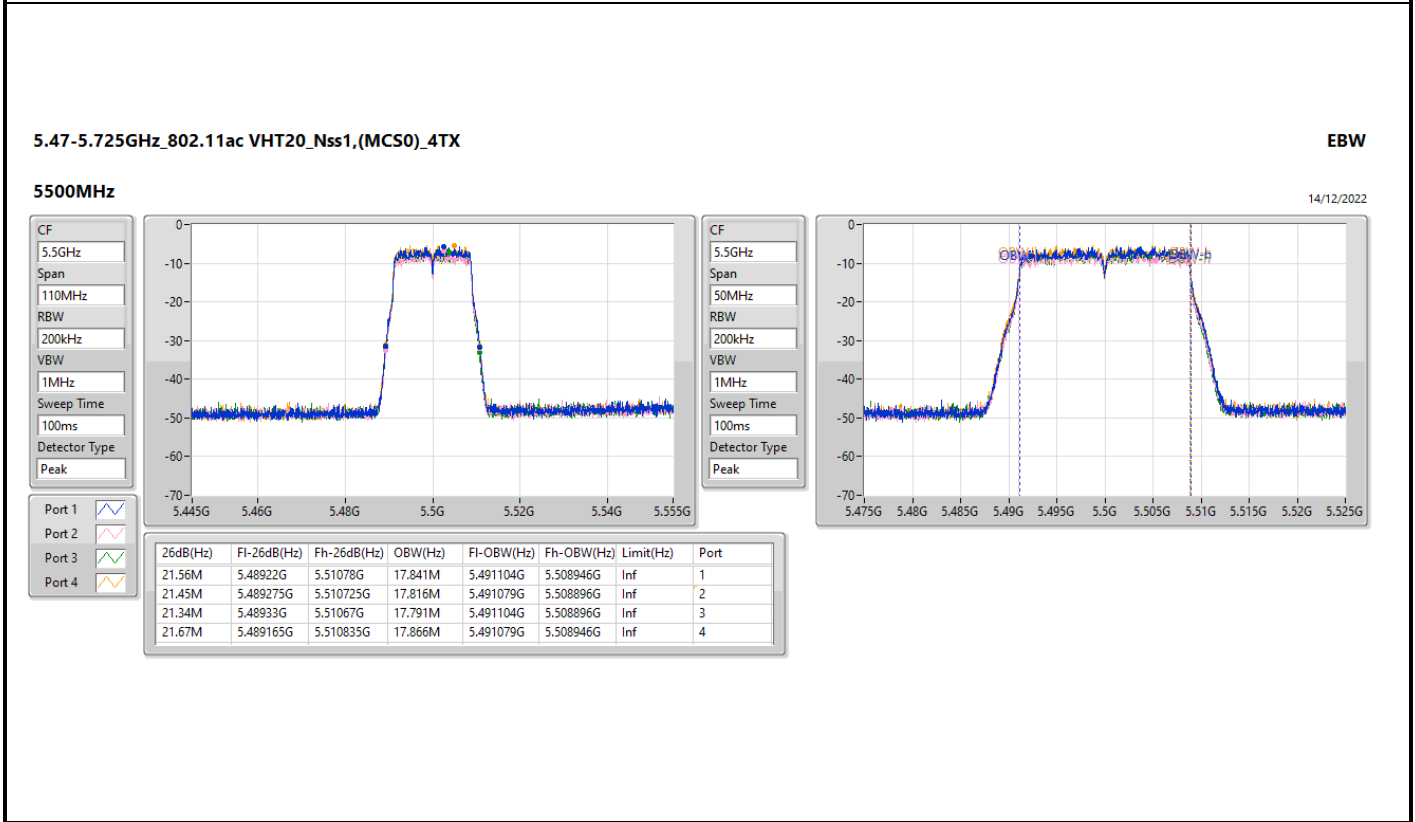 5.47-5.725GHz_802.11ac VHT20_Nss1,(MCS0)_4TX
EBW
5500MHz
14/12/2022
CF
5.5GHz
Span
110MHz
RBW
200kHz
VBW
1MHz
Sweep Time
100ms
Detector Type
Peak
0
-10
-20
-30
-40
-50
-60
-70
5.445G 5.46G 5.48G 5.5G 5.52G 5.54G 5.555G
CF
5.5GHz
Span
50MHz
RBW
200kHz
VBW
1MHz
Sweep Time
100ms
Detector Type
Peak
0
-10
-20
-30
-40
-50
-60
-70
5.475G 5.48G 5.485G 5.49G 5.495G 5.5G 5.505G 5.51G 5.515G 5.52G 5.525G
Port 1
Port 2
Port 3
Port 4
26dB(Hz) Fl-26dB(Hz) Fh-26dB(Hz) OBW(Hz) Fl-OBW(Hz) Fh-OBW(Hz) Limit(Hz) Port
21.56M 5.48922G 5.51078G 17.841M 5.491104G 5.508946G Inf 1
21.45M 5.489275G 5.510725G 17.816M 5.491079G 5.508896G Inf 2
21.34M 5.48933G 5.51067G 17.791M 5.491104G 5.508896G Inf 3
21.67M 5.489165G 5.510835G 17.866M 5.491079G 5.508946G Inf 4